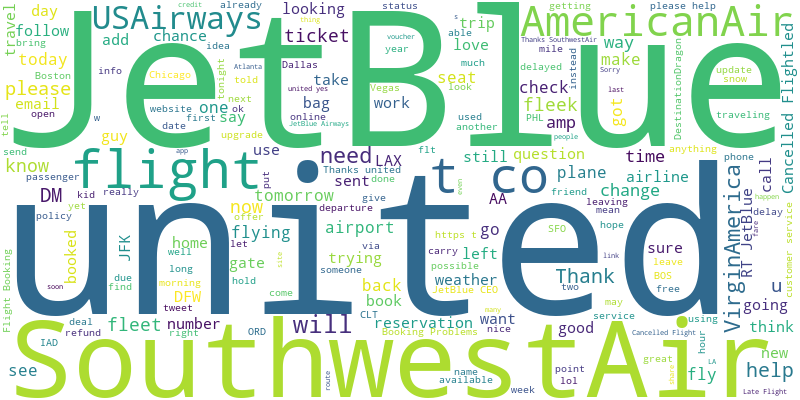 credit
already
looking
status
getting
please help
USAirways
AmericanAir
day
follow
add
chance
idea
ticket
trip
love
able
voucher
year
s
thing
Thanks SouthwestAir
mile
way
make
travel
bring
JetBlue
today
Boston
info
Chicago
told
Atlanta
tonight
Dallas
take
Vegas
much
look
seat
delayed
Sorry
instead
update
snow
DestinationDragon
Cancelled Flightled
please
email
open
w
website
one
ok
next
bag
work
check
fleek
last
got
traveling
tell
guy
date
first
say
upgrade
online
united yes
JetBlue Airways
used
another
PHL
amp
people
anything
send
know
passenger
flight
app
use
need
LAX
flt
still
question
time
phone
call
airline
plane
put
Thanks united
sent
done
t
co
change
friend
VirginAmerica
delay
happen
customer service
DM
kid
really
tomorrow
give
AA
leaving
mean
yet
policy
now
offer
departure
united
even
u
RT JetBlue
fare
JFK
home
well
let
flying
airport
via
https t
go
SFO
hope
sure
due
find
long
gate
site
trying
someone
carry
possible
left
link
leave
BOS
Flight Booking
booked
morning
DFW
hold
come
back
book
weather
JetBlue CEO
Thank
two
free
going
soon
tweet
fleet
number
will
CLT
reservation
want
nice
many
may
service
using
think
deal
refund
right
ORD
Booking Problems
good
Cancelled Flight
hour
new
IAD
SouthwestAir
see
route
name
available
week
point
lol
great
share
fly
LA
help
Late Flight